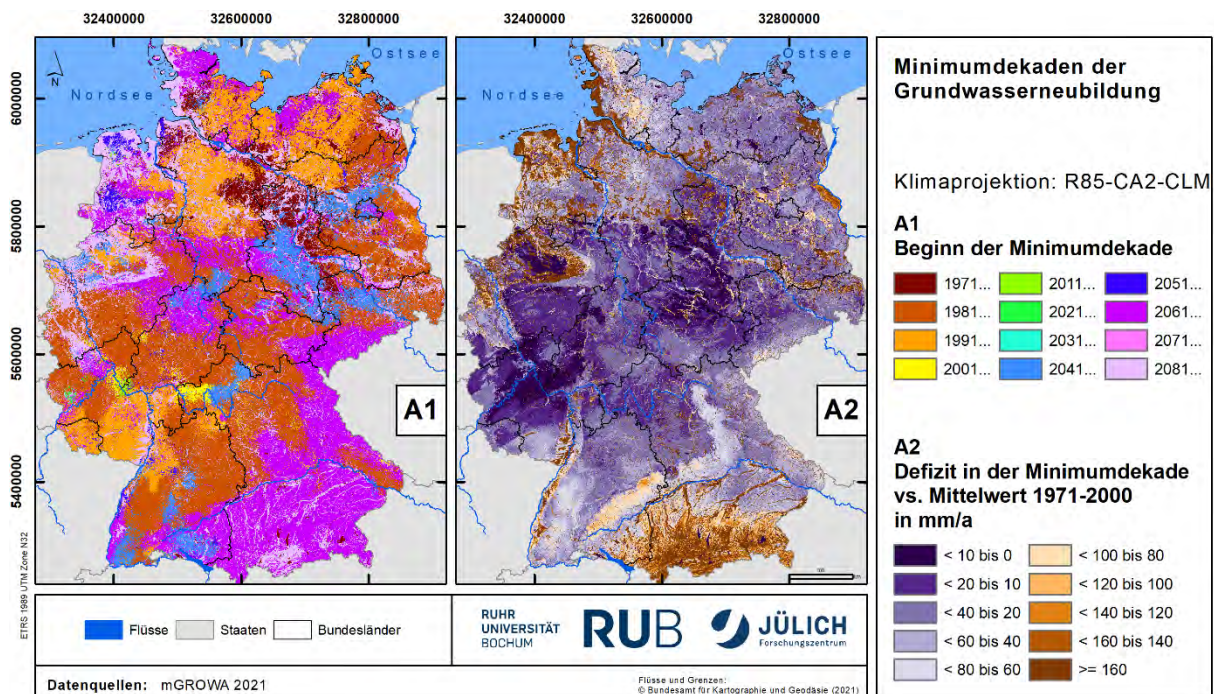 32400000 32600000 32800000
32400000 32600000 32800000
6000000
5800000
5600000
5400000
ETRS 1989 UTM Zone N32
N
Nordsee
Ostsee
A1
Nordsee
Ostsee
A2
100
km
Minimumdekaden der
Grundwasserneubildung
Klimaprojektion: R85-CA2-CLM
A1
Beginn der Minimumdekade
1971... 2011... 2051...
1981... 2021... 2061...
1991... 2031... 2071...
2001... 2041... 2081...
A2
Defizit in der Minimumdekade
vs. Mittelwert 1971-2000
in mm/a
< 10 bis 0 < 100 bis 80
< 20 bis 10 < 120 bis 100
< 40 bis 20 < 140 bis 120
< 60 bis 40 < 160 bis 140
< 80 bis 60 >= 160
Flüsse Staaten Bundesländer
RUHR
UNIVERSITÄT
BOCHUM
RUB
JÜLICH
Forschungszentrum
Datenquellen: mGROWA 2021
Flüsse und Grenzen:
© Bundesamt für Kartographie und Geodäsie (2021)